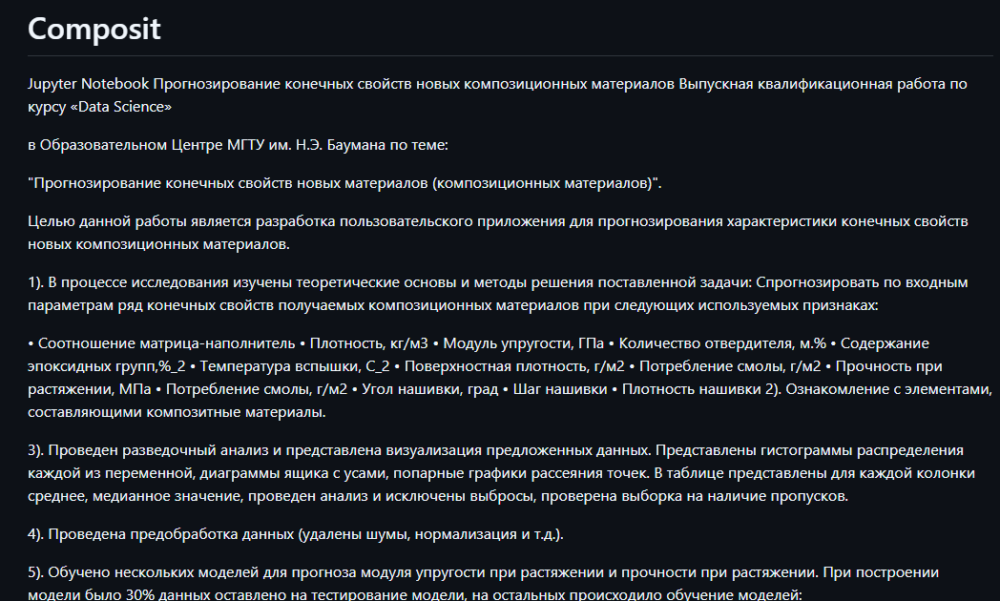 Composit
Jupyter Notebook Прогнозирование конечных свойств новых композиционных материалов Выпускная квалификационная работа по
курсу «Data Science»
в Образовательном Центре МГТУ им. Н.Э. Баумана по теме:
"Прогнозирование конечных свойств новых материалов (композиционных материалов)".
Целью данной работы является разработка пользовательского приложения для прогнозирования характеристики конечных свойств
новых композиционных материалов.
1). В процессе исследования изучены теоретические основы и методы решения поставленной задачи: Спрогнозировать по входным
параметрам ряд конечных свойств получаемых композиционных материалов при следующих используемых признаках:
• Соотношение матрица-наполнитель • Плотность, кг/м3 • Модуль упругости, ГПа • Количество отвердителя, м.% • Содержание
эпоксидных групп,%_2 • Температура вспышки, С_2 • Поверхностная плотность, г/м2 • Потребление смолы, г/м2 • Прочность при
растяжении, МПа • Потребление смолы, г/м2 • Угол нашивки, град • Шаг нашивки • Плотность нашивки 2). Ознакомление с элементами,
составляющими композитные материалы.
3). Проведен разведочный анализ и представлена визуализация предложенных данных. Представлены гистограммы распределения
каждой из переменной, диаграммы ящика с усами, попарные графики рассеяния точек. В таблице представлены для каждой колонки
среднее, медианное значение, проведен анализ и исключены выбросы, проверена выборка на наличие пропусков.
4). Проведена предобработка данных (удалены шумы, нормализация и т.д.).
5). Обучено нескольких моделей для прогноза модуля упругости при растяжении и прочности при растяжении. При построении
модели было 30% данных оставлено на тестирование модели, на остальных происходило обучение моделей: